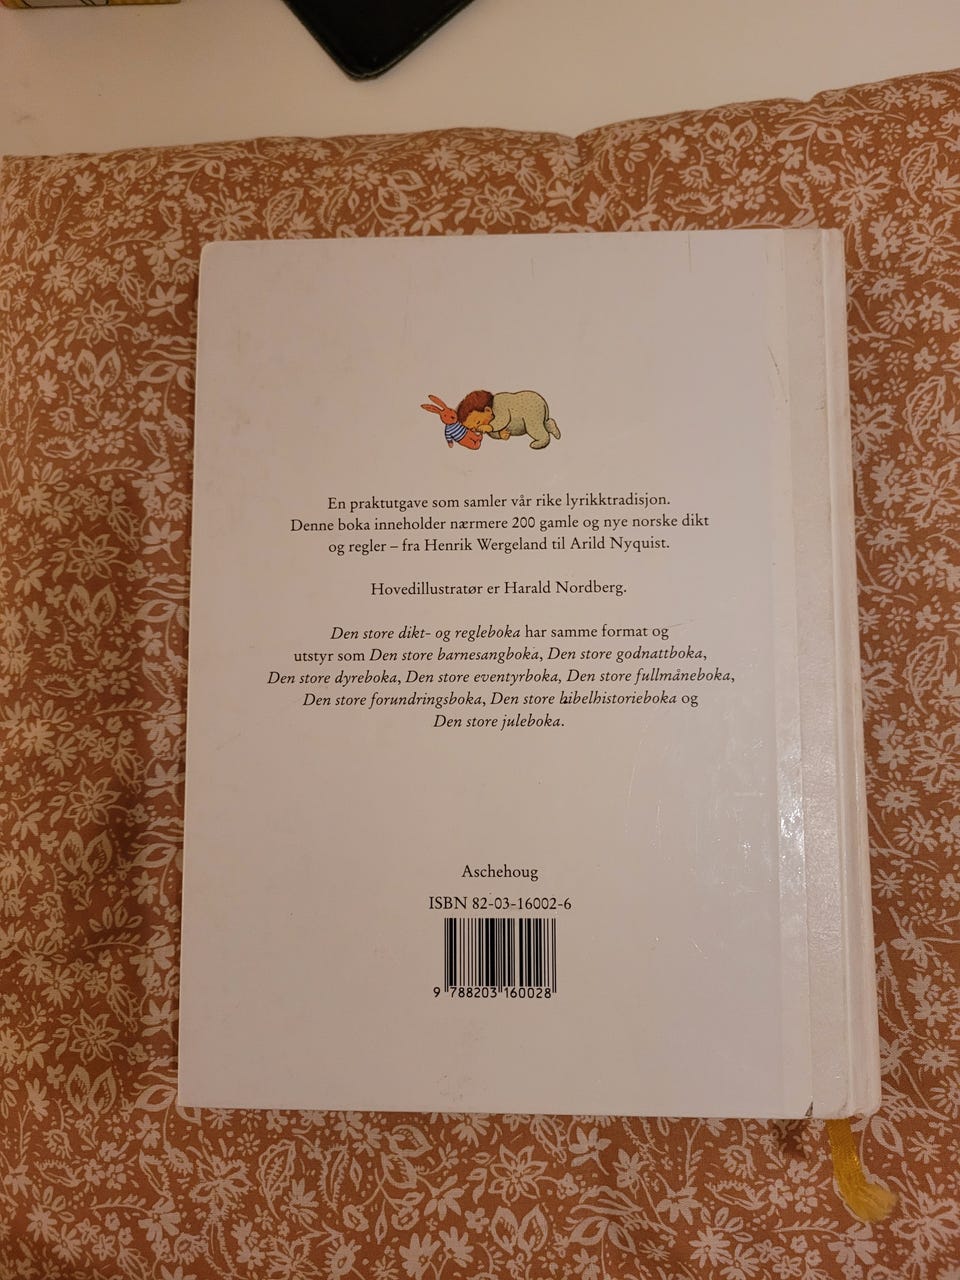 En praktutgave som samler vår rike lyrikktradisjon.
Denne boka inneholder nærmere 200 gamle og nye norske dikt
og regler – fra Henrik Wergeland til Arild Nyquist.
Hovedillustratør er Harald Nordberg.
Den store dikt- og regleboka har samme format og
utstyr som Den store barnesangboka, Den store godnattboka,
Den store dyreboka, Den store eventyrboka, Den store fullmåneboka,
Den store forundringsboka, Den store bibelhistorieboka og
Den store juleboka.
Aschehoug
ISBN 82-03-16002-6
9 788203 160028